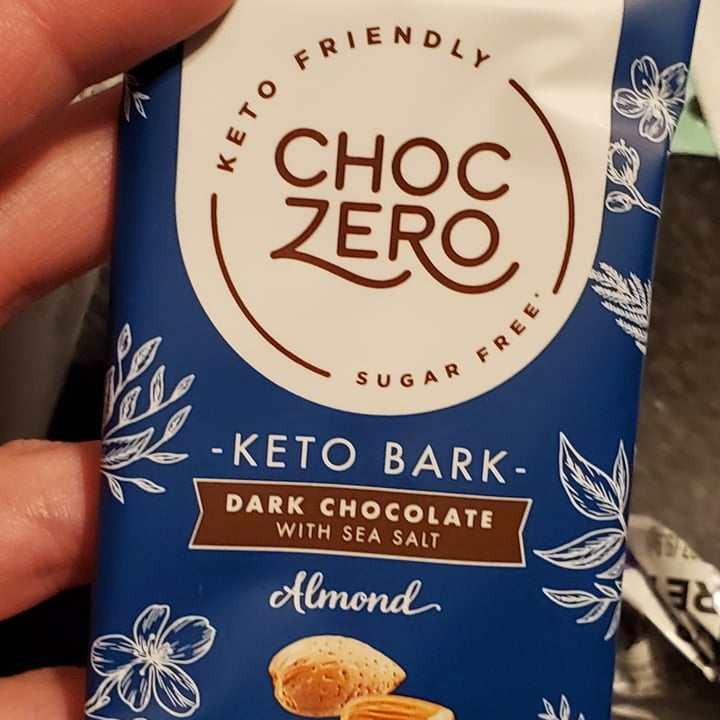 KETO FRIENDLY
CHOC
ZERO
SUGAR FREE*
-KETO BARK-
DARK CHOCOLATE
WITH SEA SALT
Almond